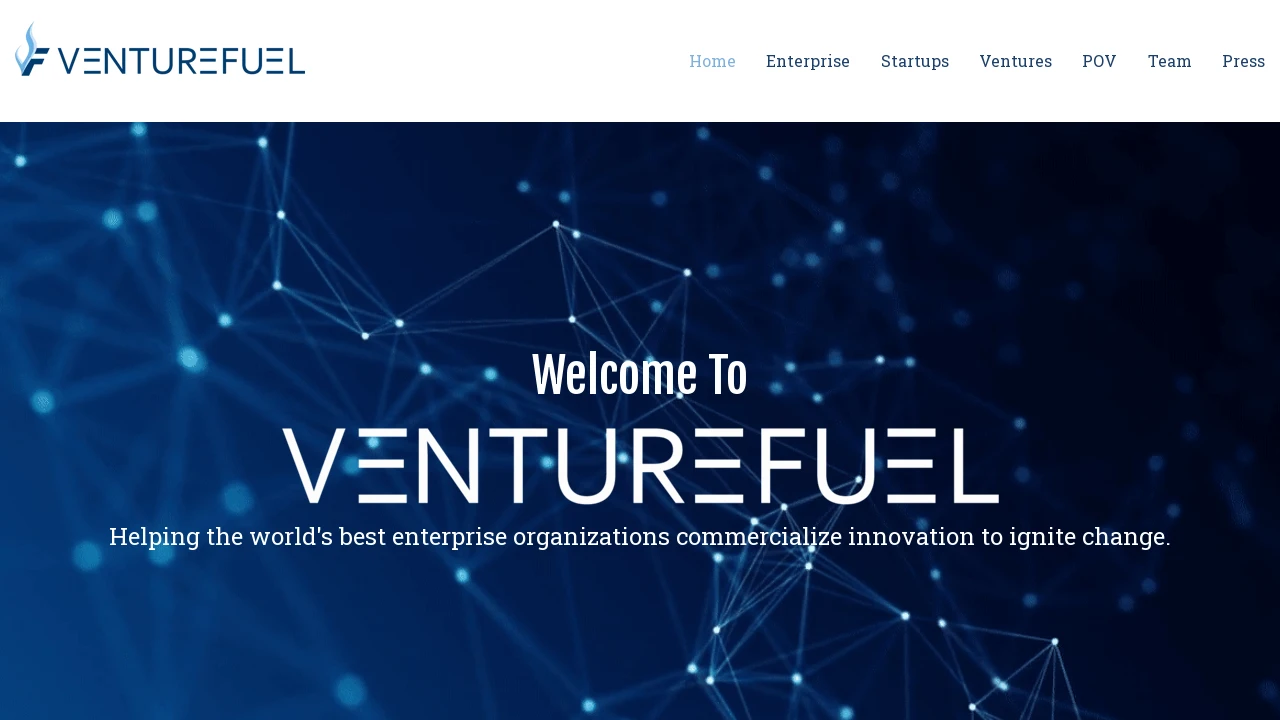 VENTUREFUEL
Home Enterprise Startups Ventures POV Team Press
Welcome To
VENTUREFUEL
Helping the world's best enterprise organizations commercialize innovation to ignite change.